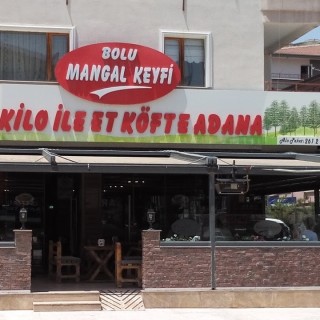 BOLU
MANGAL KEYFİ
KİLO İLE ET KÖFTE ADANA